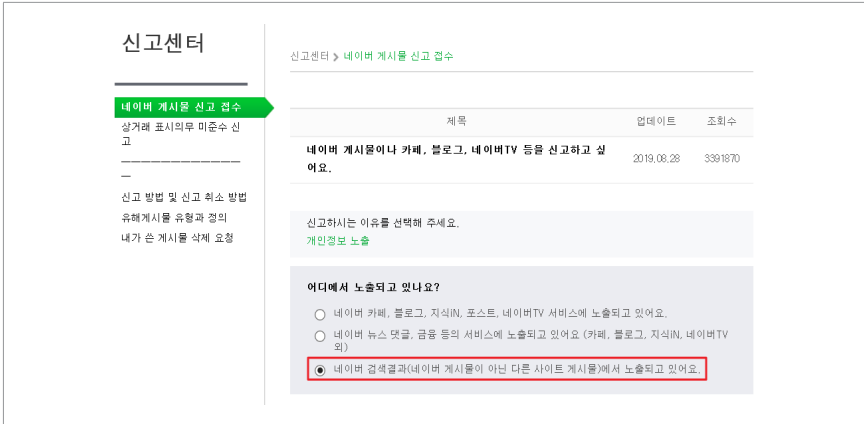 신고센터
신고센터 > 네이버 게시물 신고 접수
네이버 게시물 신고 접수
상거래 표시의무 미준수 신
고
신고 방법 및 신고 취소 방법
유해게시물 유형과 정의
내가 쓴 게시물 삭제 요청
제목 업데이트 조회수
네이버 게시물이나 카페, 블로그, 네이버TV 등을 신고하고 싶
어요. 2019.08.28 3391870
신고하시는 이유를 선택해 주세요.
개인정보 노출
어디에서 노출되고 있나요?
네이버 카페, 블로그, 지식iN, 포스트, 네이버TV 서비스에 노출되고 있어요.
네이버 뉴스 댓글, 금융 등의 서비스에 노출되고 있어요 (카페, 블로그, 지식iN, 네이버TV
외)
네이버 검색결과(네이버 게시물이 아닌 다른 사이트 게시물)에서 노출되고 있어요.